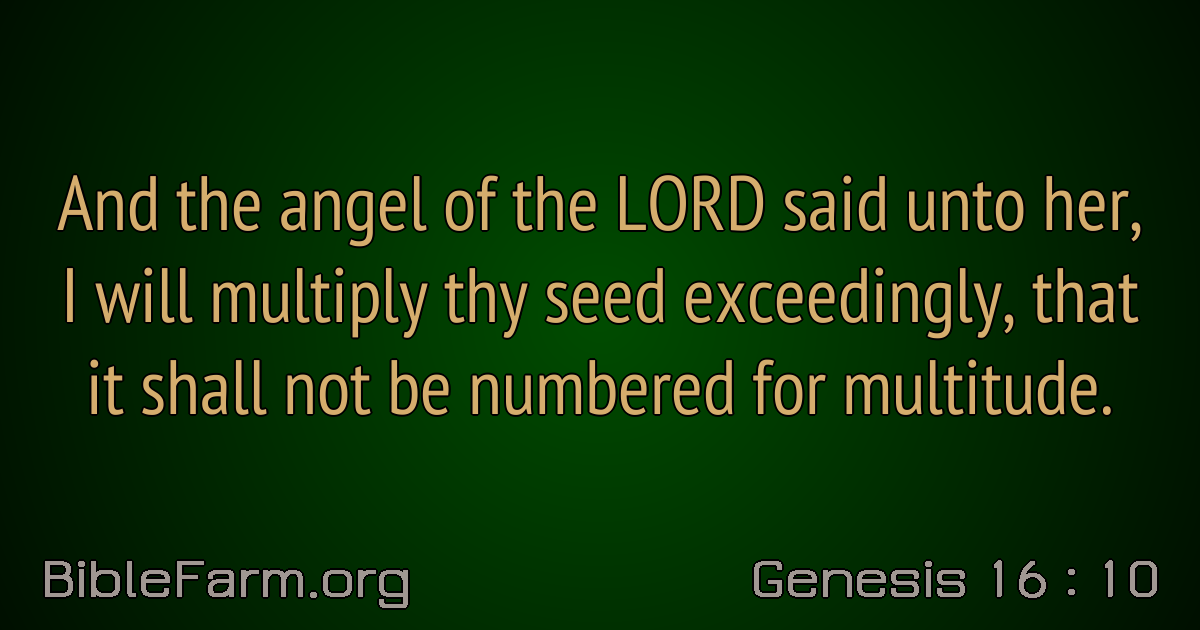 And the angel of the LORD said unto her,
I will multiply thy seed exceedingly, that
it shall not be numbered for multitude.
BibleFarm.org
Genesis 16 : 10